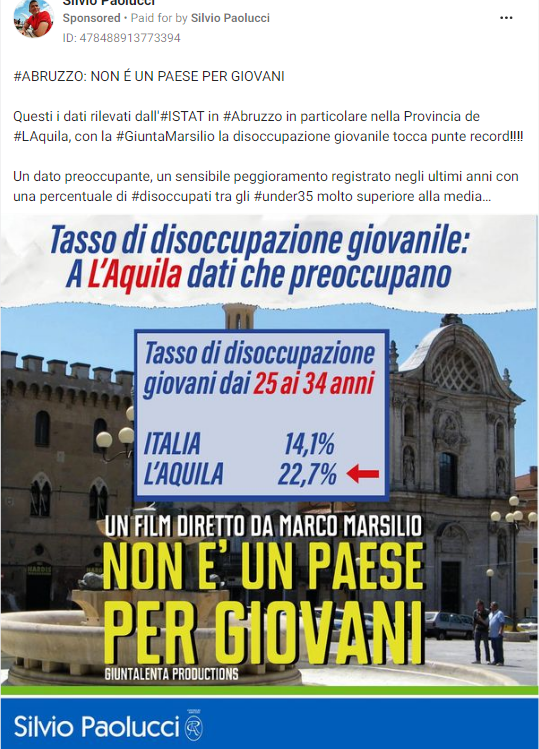 Silvio Paolucci
Sponsored • Paid for by Silvio Paolucci
ID: 478488913773394
#ABRUZZO: NON É UN PAESE PER GIOVANI
Questi i dati rilevati dall'#ISTAT in #Abruzzo in particolare nella Provincia de
#LAquila, con la #GiuntaMarsilio la disoccupazione giovanile tocca punte record!!!!
Un dato preoccupante, un sensibile peggioramento registrato negli ultimi anni con
una percentuale di #disoccupati tra gli #under35 molto superiore alla media...
Tasso di disoccupazione giovanile:
A L'Aquila dati che preoccupano
Tasso di disoccupazione
giovani dai 25 ai 34 anni
ITALIA 14,1%
L'AQUILA 22,7%
UN FILM DIRETTO DA MARCO MARSILIO
NON E' UN PAESE
PER GIOVANI
GIUNTALENTA PRODUCTIONS
Silvio Paolucci